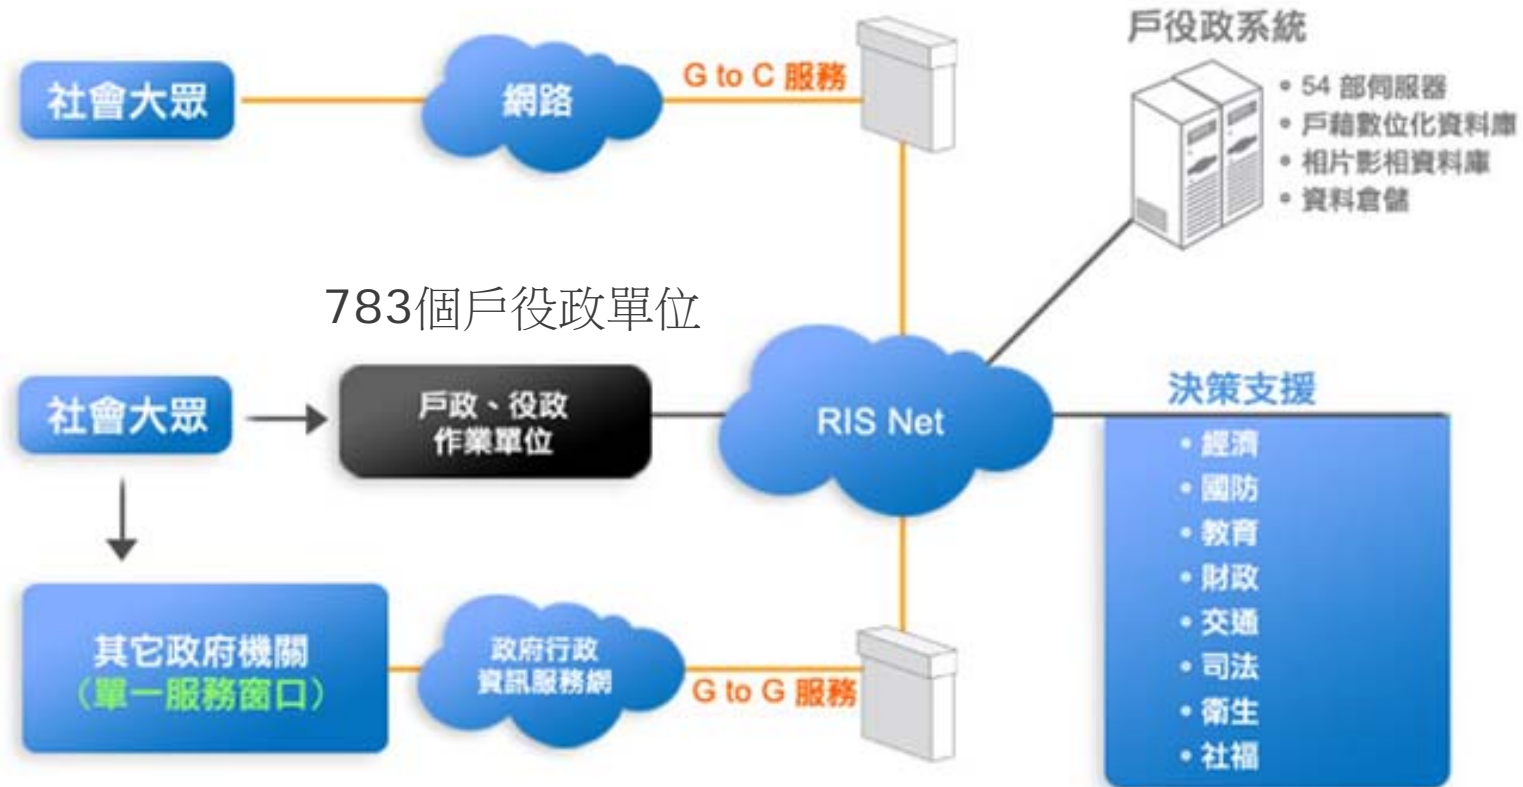 戶役政系統
• 54 部伺服器
• 戶藉數位化資料庫
• 相片影相資料庫
• 資料倉儲
社會大眾
網路
G to C 服務
783個戶役政單位
社會大眾
戶政、役政
作業單位
RIS Net
決策支援
• 經濟
• 國防
• 教育
• 財政
• 交通
• 司法
• 衛生
• 社福
其它政府機關
（單一服務窗口）
政府行政
資訊服務網
G to G 服務